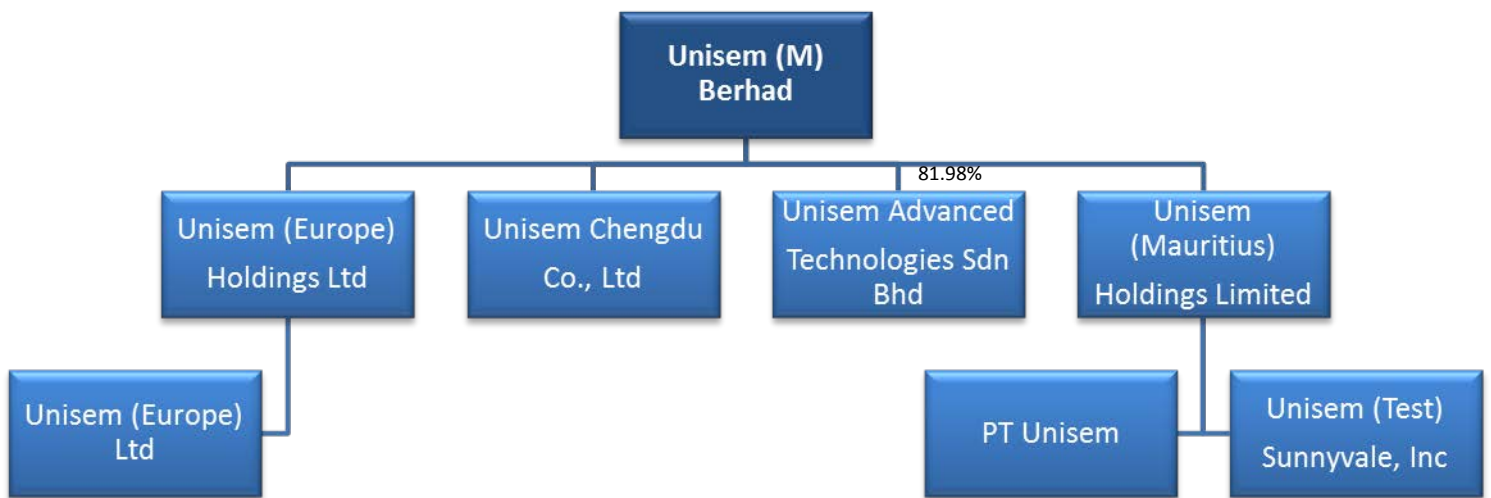 Unisem (M)
Berhad
81.98%
Unisem (Europe)
Holdings Ltd
Unisem Chengdu
Co., Ltd
Unisem Advanced
Technologies Sdn
Bhd
Unisem
(Mauritius)
Holdings Limited
Unisem (Europe)
Ltd
PT Unisem
Unisem (Test)
Sunnyvale, Inc